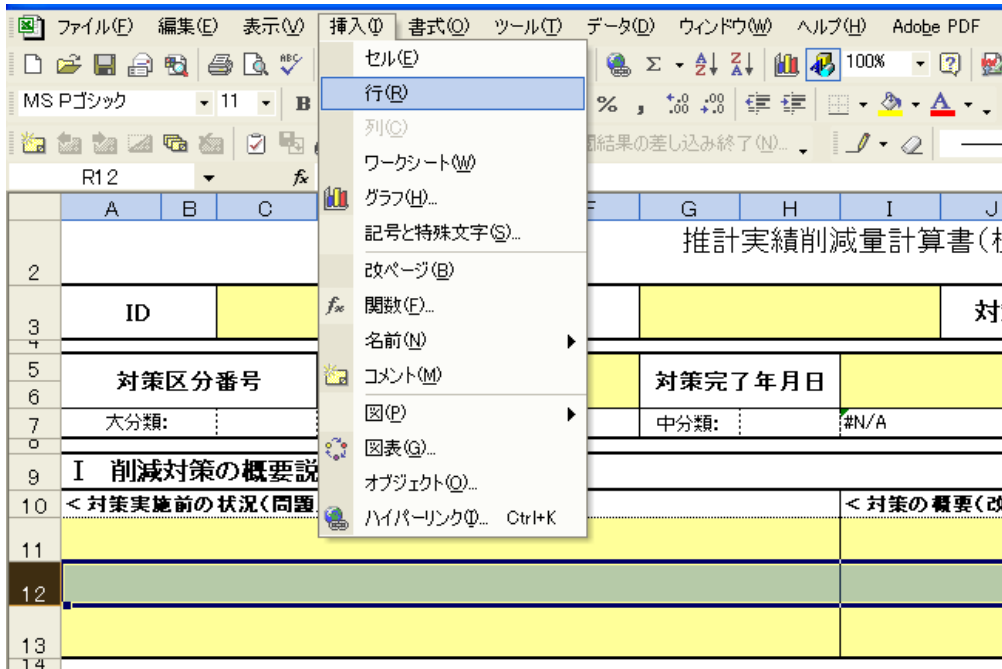 ファイル(F) 編集(E) 表示(V) 挿入(I) 書式(O) ツール(T) データ(D) ウィンドウ(W) ヘルプ(H) Adobe PDF
100%
MS Pゴシック 11 B % ,
結果の差し込み終了(N)...
R12 fx
セル(E)
行(R)
列(C)
ワークシート(W)
グラフ(H)...
記号と特殊文字(S)...
改ページ(B)
関数(F)...
名前(N)
コメント(M)
図(P)
図表(G)...
オブジェクト(O)...
ハイパーリンク(I)... Ctrl+K
A B C F G H I J
2 推計実績削減量計算書(
3 ID 対
4
5 対策区分番号 対策完了年月日
6
7 大分類: 中分類: #N/A
8
9 Ⅰ 削減対策の概要説
10 <対策実施前の状況(問題 <対策の概要(改
11
12
13
14